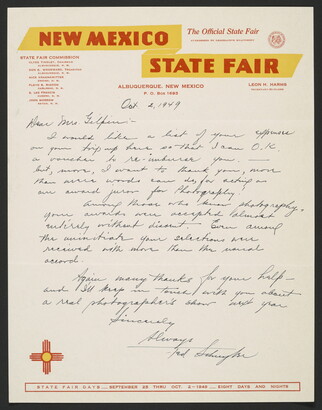 NEW MEXICO
STATE FAIR
The Official State Fair
STATE FAIR COMMISSION
ALBUQUERQUE, NEW MEXICO
P. O. Box 1693
LEON H. HARMS
Oct 2, 1949
Dear Mrs. Gilpin:-
I would like a list of your expenses
on your trip up here so that I can O.K.
a voucher to reimburse you —
but, more, I want to thank you, more
than mere words can do, for acting as
an award juror for Photography.
Among those who know photography,
your awards were accepted almost
entirely without dissent. Even among
the uninitiate your selections were
received with more than the usual
accord.
Again many thanks for your help —
and I'll keep in touch with you about
a real photographer's show next year
Sincerely
Always
Ted
STATE FAIR DAYS SEPTEMBER 25 THRU OCT. 2-1949 EIGHT DAYS AND NIGHTS